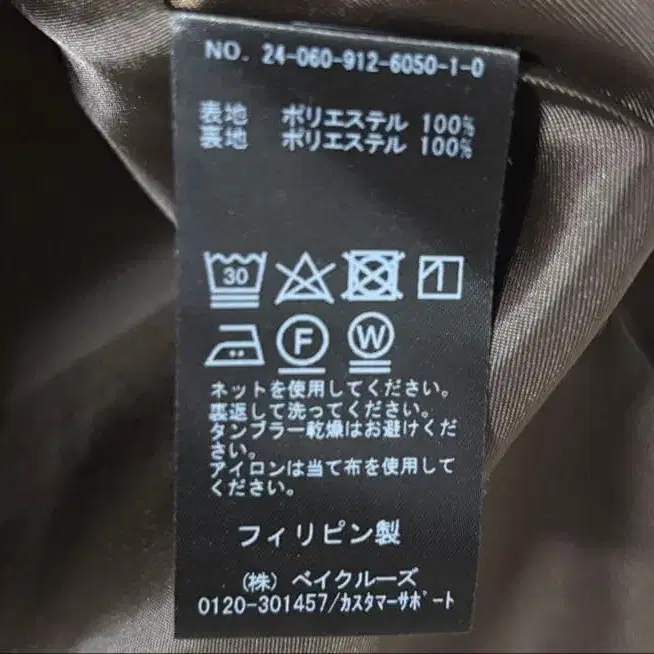 NO. 24-060-912-6050-1-0
表地 ポリエステル 100%
裏地 ポリエステル 100%
30
F W
ネットを使用してください。
裏返して洗ってください。
タンブラー乾燥はお避けくだ
さい。
アイロンは当て布を使用して
ください。
フィリピン製
(株) ベイクルーズ
0120-301457/カスタマーサポート